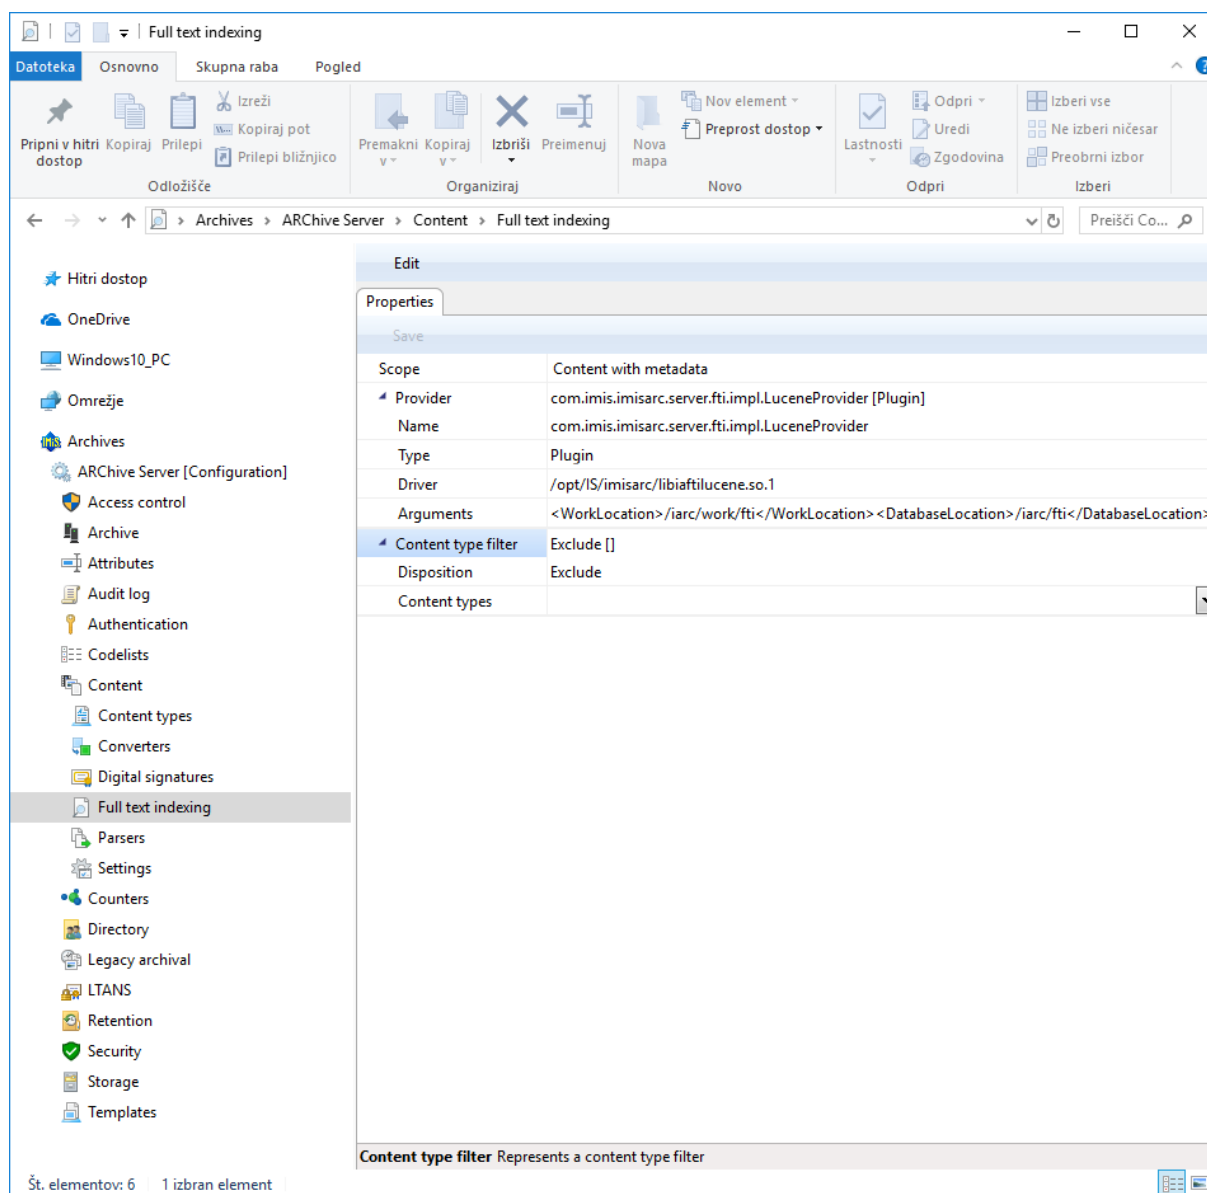 Full text indexing
Datoteka Osnovno Skupna raba Pogled
Pripni v hitri dostop
Kopiraj
Prilepi
Izreži
Kopiraj pot
Prilepi bližnjico
Odložišče
Premakni v
Kopiraj v
Izbriši
Preimenuj
Organiziraj
Nova mapa
Nov element
Preprost dostop
Novo
Lastnosti
Odpri
Uredi
Zgodovina
Odpri
Izberi vse
Ne izberi ničesar
Preobrni izbor
Izberi
Archives > ARChive Server > Content > Full text indexing
Preišči Co...
Hitri dostop
OneDrive
Windows10_PC
Omrežje
Archives
ARChive Server [Configuration]
Access control
Archive
Attributes
Audit log
Authentication
Codelists
Content
Content types
Converters
Digital signatures
Full text indexing
Parsers
Settings
Counters
Directory
Legacy archival
LTANS
Retention
Security
Storage
Templates
Edit
Properties
Save
Scope Content with metadata
Provider com.imis.imisarc.server.fti.impl.LuceneProvider [Plugin]
Name com.imis.imisarc.server.fti.impl.LuceneProvider
Type Plugin
Driver /opt/IS/imisarc/libiaftilucene.so.1
Arguments <WorkLocation>/iarc/work/fti</WorkLocation><DatabaseLocation>/iarc/fti</DatabaseLocation>
Content type filter Exclude []
Disposition Exclude
Content types
Content type filter Represents a content type filter
Št. elementov: 6 1 izbran element